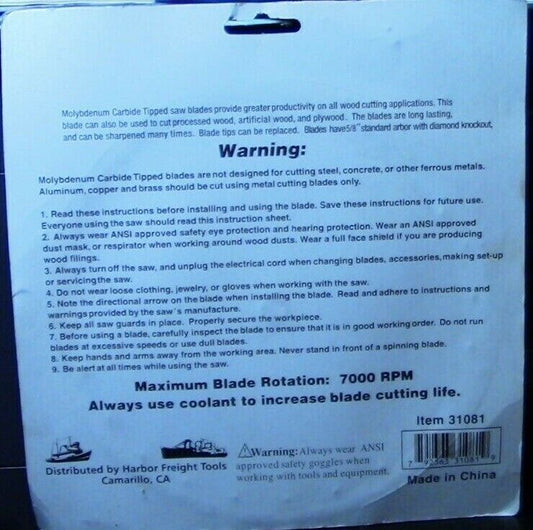 Molybdenum Carbide Tipped saw blades provide greater productivity on all wood cutting applications. This
blade can also be used to cut processed wood, artificial wood, and plywood. The blades are long lasting,
and can be sharpened many times. Blade tips can be replaced. Blades have 5/8" standard arbor with diamond knockout,
Warning:
Molybdenum Carbide Tipped blades are not designed for cutting steel, concrete, or other ferrous metals.
Aluminum, copper and brass should be cut using metal cutting blades only.
1. Read these instructions before installing and using the blade. Save these instructions for future use.
Everyone using the saw should read this instruction sheet.
2. Always wear ANSI approved safety eye protection and hearing protection. Wear an ANSI approved
dust mask, or respirator when working around wood dusts. Wear a full face shield if you are producing
wood filings.
3. Always turn off the saw, and unplug the electrical cord when changing blades, accessories, making set-up
or servicing the saw.
4. Do not wear loose clothing, jewelry, or gloves when working with the saw.
5. Note the directional arrow on the blade when installing the blade. Read and adhere to instructions and
warnings provided by the saw's manufacture.
6. Keep all saw guards in place. Properly secure the workpiece.
7. Before using a blade, carefully inspect the blade to ensure that it is in good working order. Do not run
blades at excessive speeds or use dull blades.
8. Keep hands and arms away from the working area. Never stand in front of a spinning blade.
9. Be alert at all times while using the saw.
Maximum Blade Rotation: 7000 RPM
Always use coolant to increase blade cutting life.
Item 31081
Distributed by Harbor Freight Tools
Camarillo, CA
Warning: Always wear ANSI
approved safety goggles when
working with tools and equipment.
7 92363 31081 9
Made in China